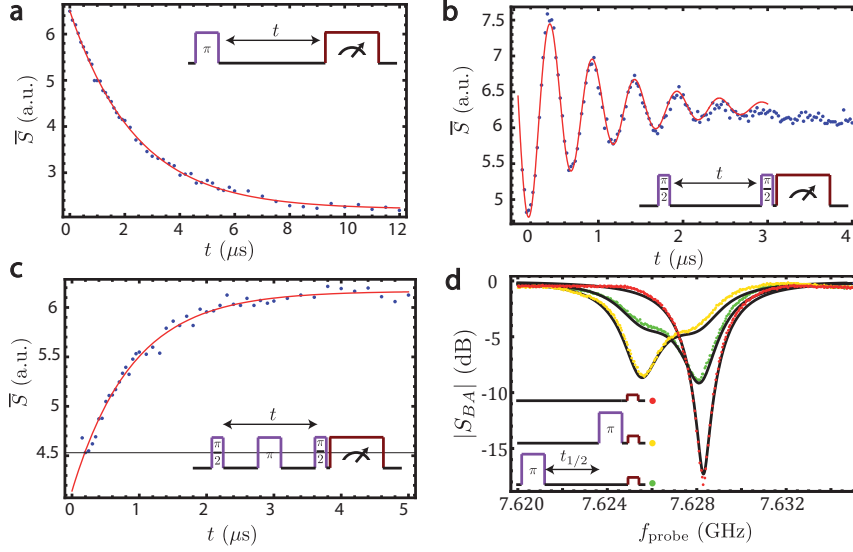 a
6
5
4
3
S̅ (a.u.)
0 2 4 6 8 10 12
t (μs)
π
t
b
7.5
7
6.5
6
5.5
5
S̅ (a.u.)
0 1 2 3 4
t (μs)
π/2
t
π/2
c
6
5.5
4.5
S̅ (a.u.)
0 1 2 3 4 5
t (μs)
π/2
t
π
π/2
d
0
-5
-10
-15
|S_BA| (dB)
7.620 7.624 7.628 7.632
f_probe (GHz)
π
π
t_1/2